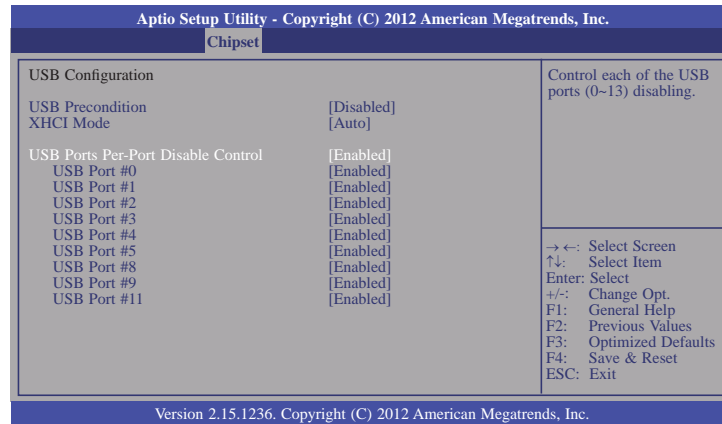 Aptio Setup Utility - Copyright (C) 2012 American Megatrends, Inc.
Chipset
USB Configuration
USB Precondition [Disabled]
XHCI Mode [Auto]
USB Ports Per-Port Disable Control [Enabled]
USB Port #0 [Enabled]
USB Port #1 [Enabled]
USB Port #2 [Enabled]
USB Port #3 [Enabled]
USB Port #4 [Enabled]
USB Port #5 [Enabled]
USB Port #8 [Enabled]
USB Port #9 [Enabled]
USB Port #11 [Enabled]
Control each of the USB
ports (0~13) disabling.
→←: Select Screen
↑↓: Select Item
Enter: Select
+/-: Change Opt.
F1: General Help
F2: Previous Values
F3: Optimized Defaults
F4: Save & Reset
ESC: Exit
Version 2.15.1236. Copyright (C) 2012 American Megatrends, Inc.